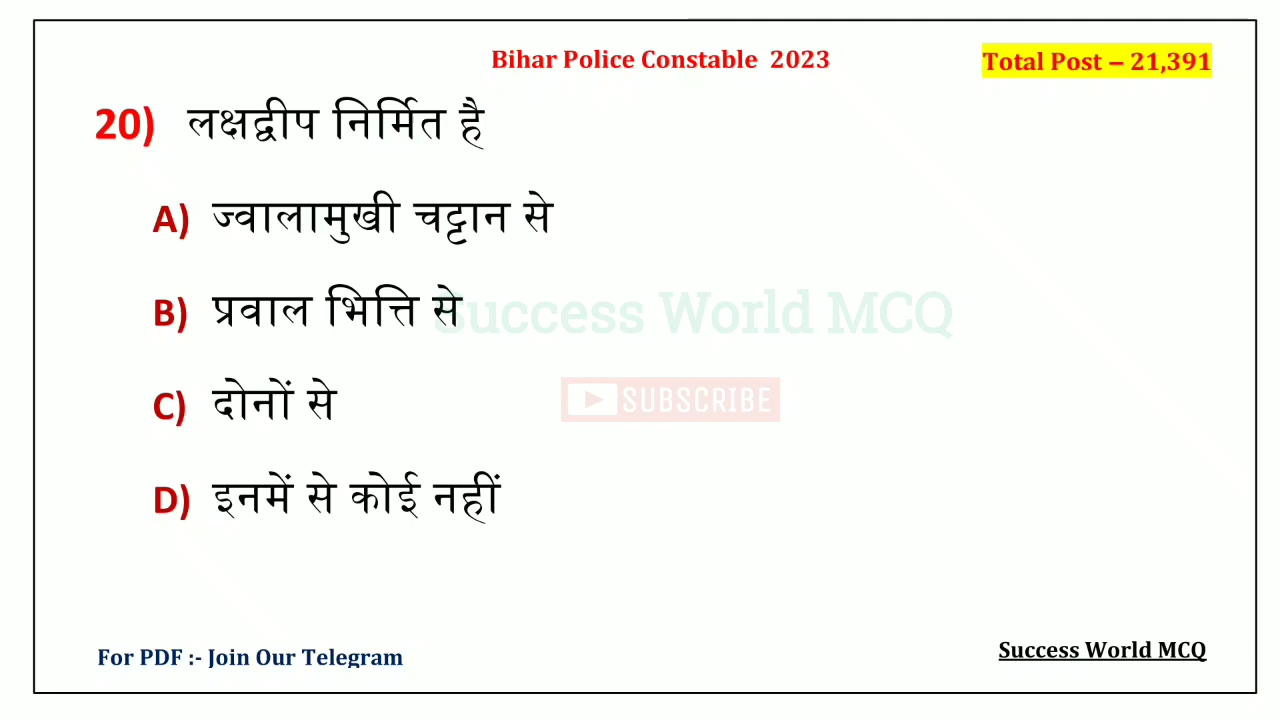 Bihar Police Constable 2023
Total Post – 21,391
20) लक्षद्वीप निर्मित है
A) ज्वालामुखी चट्टान से
B) प्रवाल भित्ति से
Success World MCQ
C) दोनों से
SUBSCRIBE
D) इनमें से कोई नहीं
For PDF :- Join Our Telegram
Success World MCQ